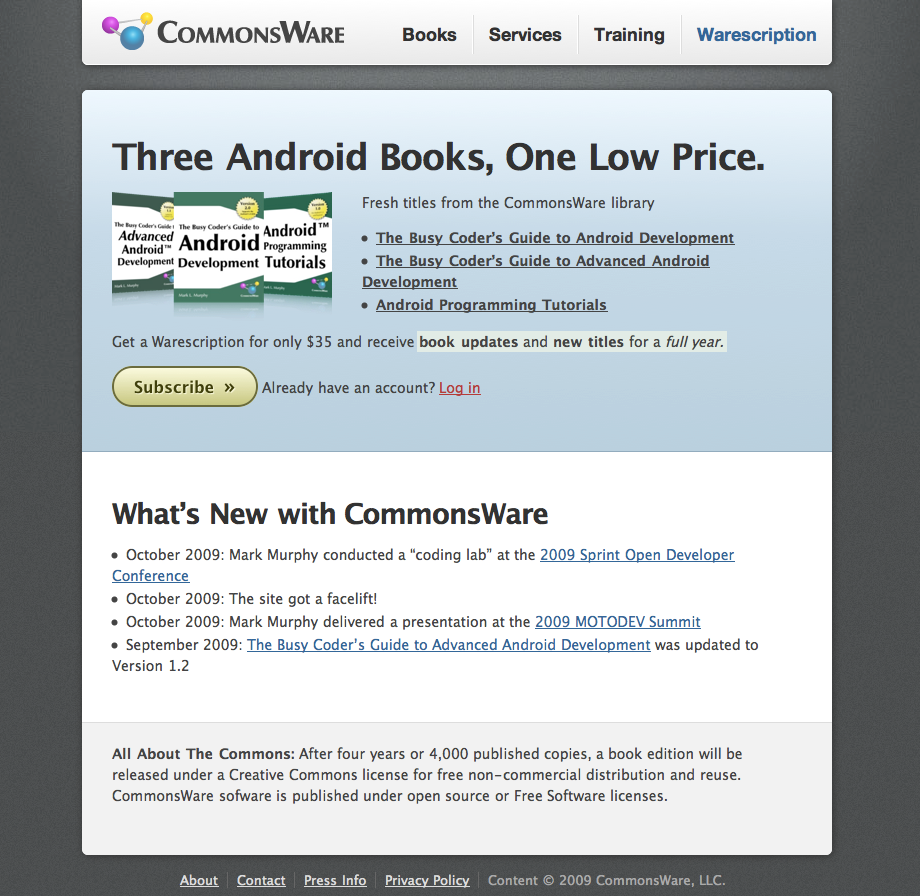 COMMONSWARE
Books
Services
Training
Warescription
Three Android Books, One Low Price.
The Busy Coder's Guide
Advanced
Android™
Development
Mark L. Murphy
The Busy Coder's Guide to
Android
Development
Mark L. Murphy
Android™
Programming
Tutorials
Mark L. Murphy
Fresh titles from the CommonsWare library
• The Busy Coder’s Guide to Android Development
• The Busy Coder’s Guide to Advanced Android
Development
• Android Programming Tutorials
Get a Warescription for only $35 and receive book updates and new titles for a full year.
Subscribe »
Already have an account? Log in
What’s New with CommonsWare
• October 2009: Mark Murphy conducted a “coding lab” at the 2009 Sprint Open Developer
Conference
• October 2009: The site got a facelift!
• October 2009: Mark Murphy delivered a presentation at the 2009 MOTODEV Summit
• September 2009: The Busy Coder’s Guide to Advanced Android Development was updated to
Version 1.2
All About The Commons: After four years or 4,000 published copies, a book edition will be
released under a Creative Commons license for free non-commercial distribution and reuse.
CommonsWare sofware is published under open source or Free Software licenses.
About
Contact
Press Info
Privacy Policy
Content © 2009 CommonsWare, LLC.